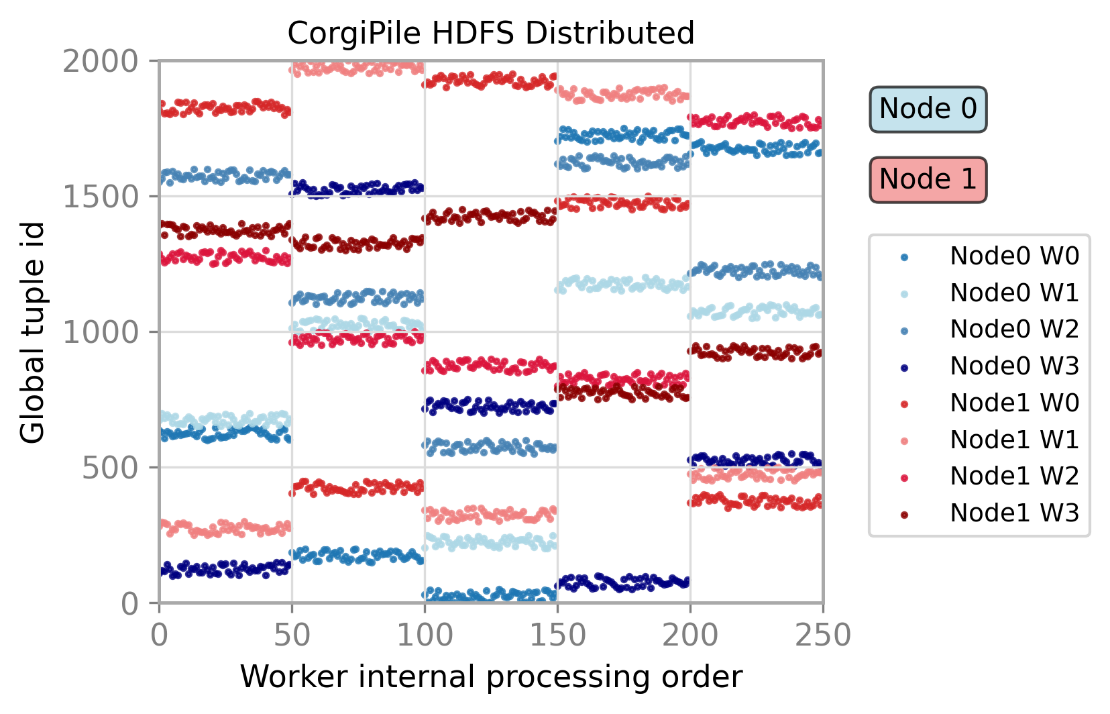 CorgiPile HDFS Distributed
2000
1500
1000
500
0
Global tuple id
0 50 100 150 200 250
Worker internal processing order
Node 0
Node 1
Node0 W0
Node0 W1
Node0 W2
Node0 W3
Node1 W0
Node1 W1
Node1 W2
Node1 W3